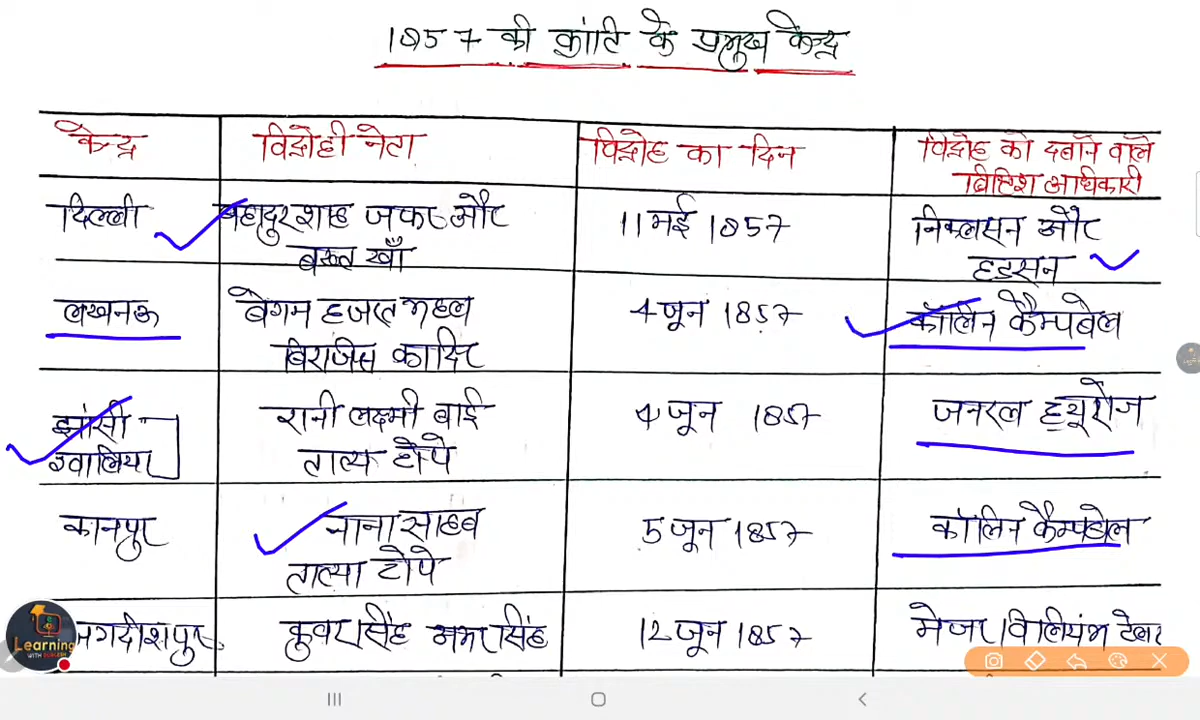 1857 की क्रांति के प्रमुख केन्द्र
केन्द्र विद्रोही नेता विद्रोह का दिन विद्रोह को दबाने वाले
ब्रिटिश अधिकारी
दिल्ली बहादुरशाह जफर और 11 मई 1857 निकलसन और
बख्त खाँ हडसन
लखनऊ बेगम हजरत महल 4 जून 1857 कॉलिन कैम्पबेल
बिरजिस कादिर
झांसी रानी लक्ष्मी बाई 4 जून 1857 जनरल ह्यूरोज
ग्वालियर तात्या टोपे
कानपुर नाना साहब 5 जून 1857 कॉलिन कैम्पबेल
तात्या टोपे
जगदीशपुर कुवर सिंह अमर सिंह 12 जून 1857 मेजर विलियम टेलर
Learning